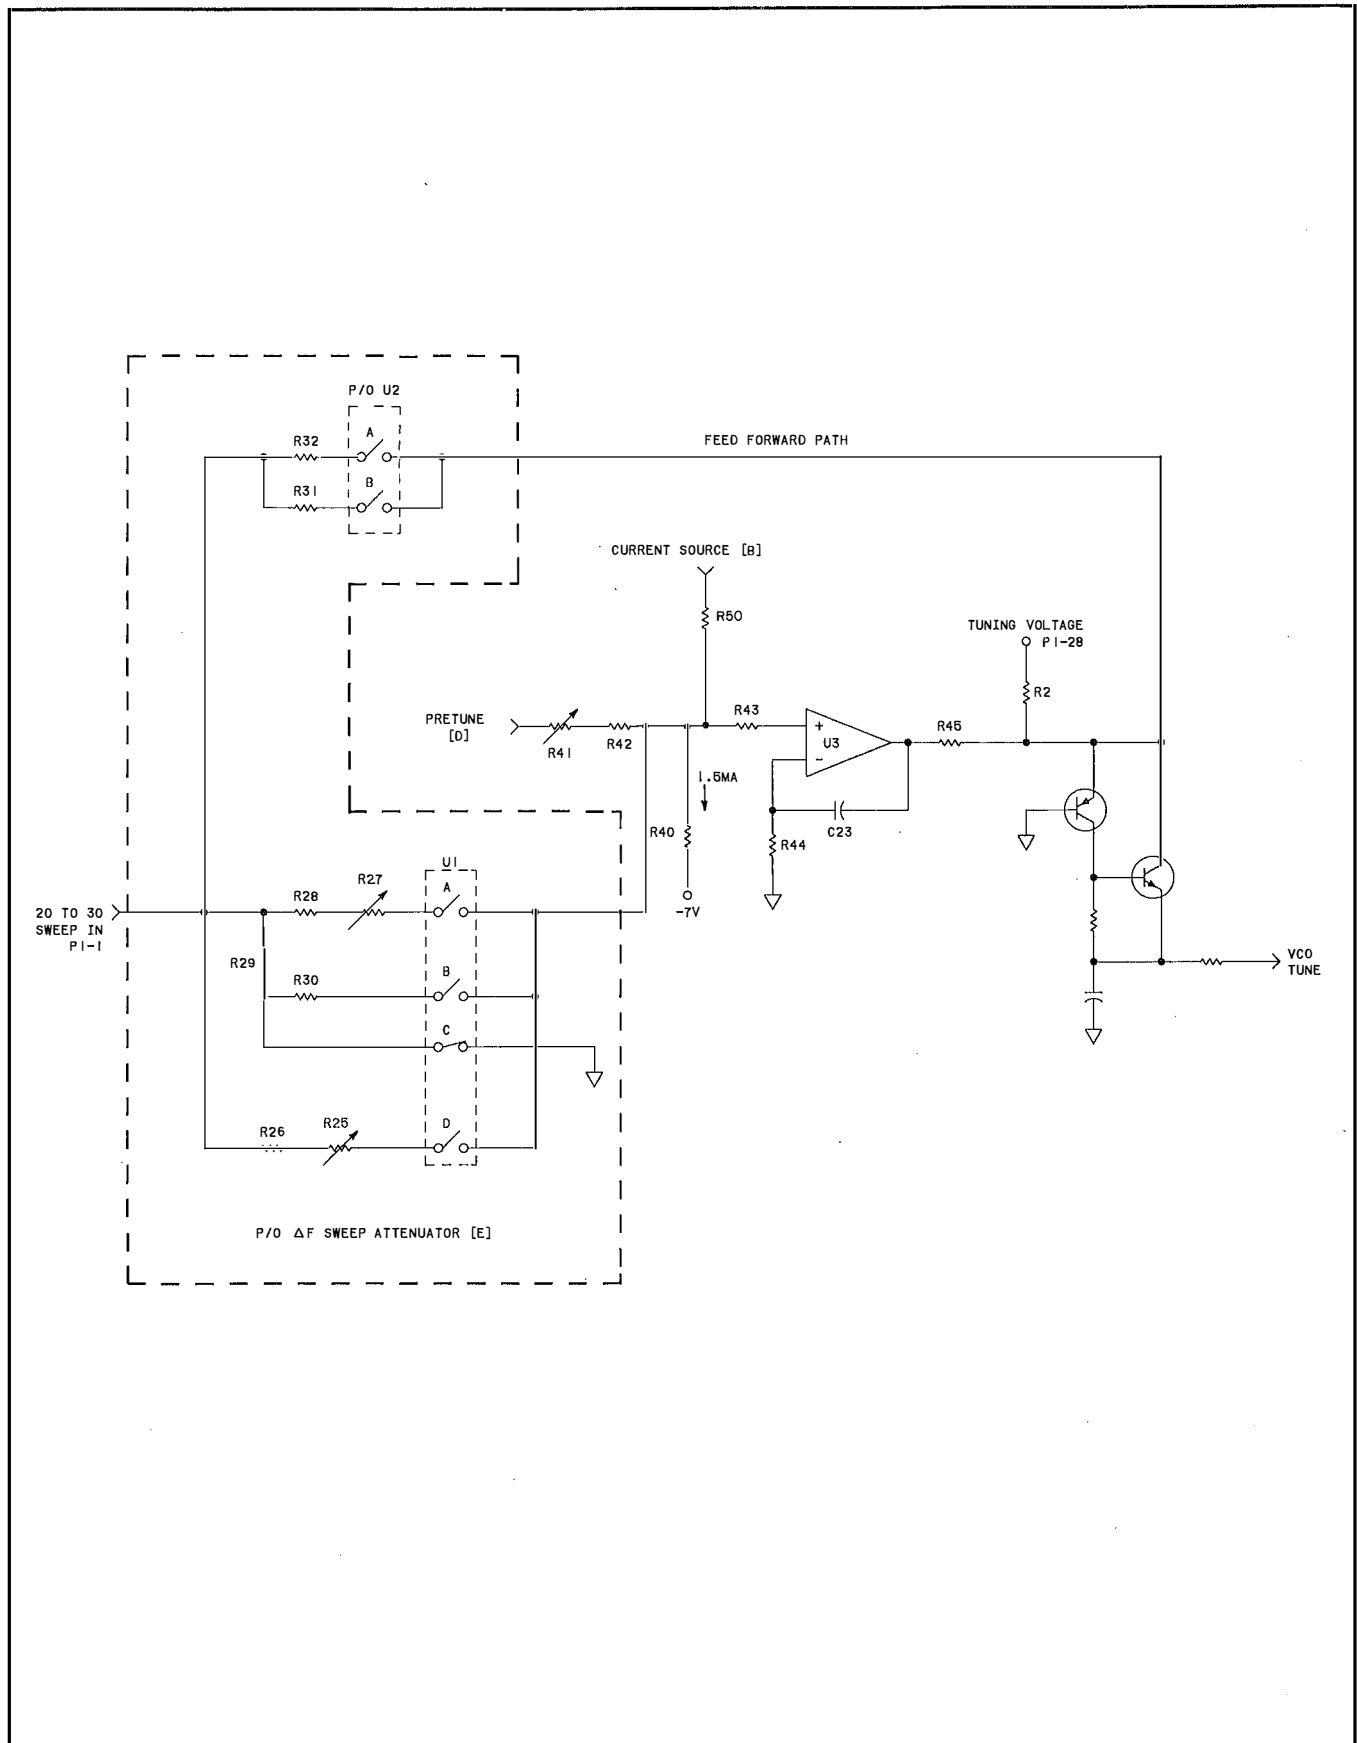 P/O U2
A
R32
FEED FORWARD PATH
B
R31
CURRENT SOURCE [B]
R50
TUNING VOLTAGE
P1-28
R2
PRETUNE
[D]
R41
R42
R43
+
U3
-
R45
1.5MA
R40
C23
R44
-7V
U1
A
R28
R27
20 TO 30
SWEEP IN
P1-1
R29
B
R30
C
VCO
TUNE
R26
R25
D
P/O ΔF SWEEP ATTENUATOR [E]